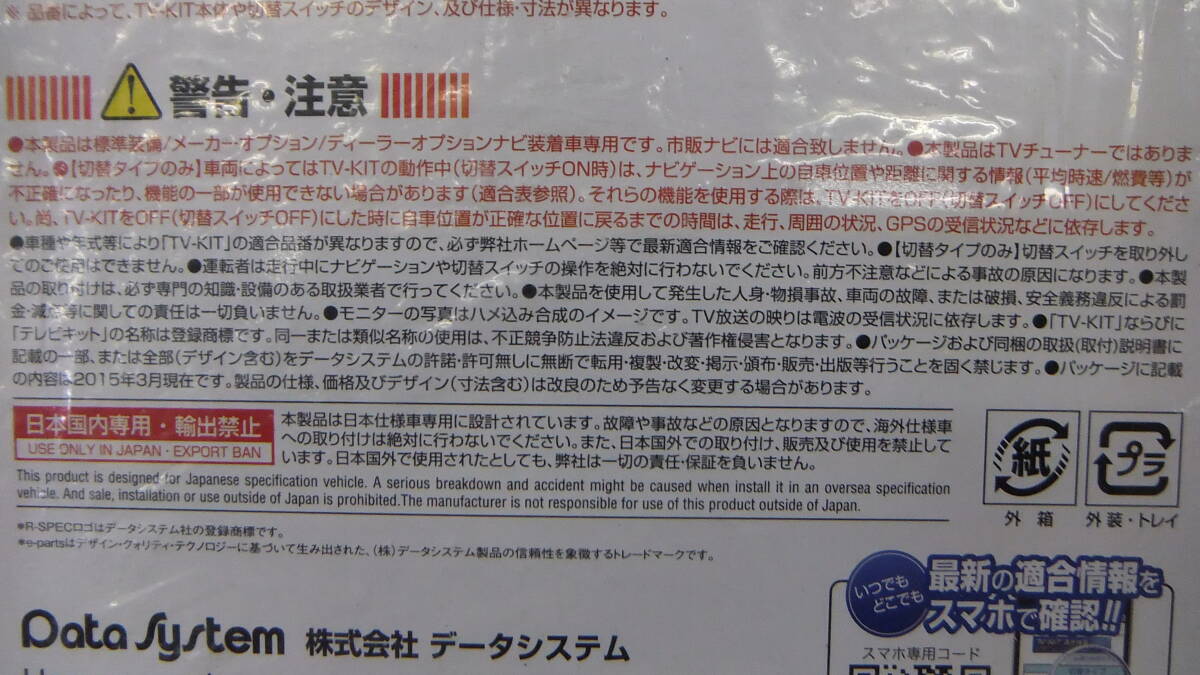 ※ 品番によって、TV-KIT本体や切替スイッチのデザイン、及び仕様・寸法が異なります。
警告・注意
●本製品は標準装備/メーカー・オプション/ディーラーオプションナビ装着車専用です。市販ナビには適合致しません。●本製品はTVチューナーではありま
せん。●【切替タイプのみ】車両によってはTV-KITの動作中(切替スイッチON時)は、ナビゲーション上の自車位置や距離に関する情報(平均時速/燃費等)が
不正確になったり、機能の一部が使用できない場合があります(適合表参照)。それらの機能を使用する際は、TV-KITをOFF(切替スイッチOFF)にしてくださ
い。尚、TV-KITをOFF(切替スイッチOFF)にした時に自車位置が正確な位置に戻るまでの時間は、走行、周囲の状況、GPSの受信状況などに依存します。
●車種や年式等により「TV-KIT」の適合品番が異なりますので、必ず弊社ホームページ等で最新適合情報をご確認ください。●【切替タイプのみ】切替スイッチを取り外し
てのご使用はできません。●運転者は走行中にナビゲーションや切替スイッチの操作を絶対に行わないでください。前方不注意などによる事故の原因になります。●本製
品の取り付けは、必ず専門の知識・設備のある取扱業者で行ってください。●本製品を使用して発生した人身・物損事故、車両の故障、または破損、安全義務違反による罰
金・減点等に関しての責任は一切負いません。●モニターの写真はハメ込み合成のイメージです。TV放送の映りは電波の受信状況に依存します。●「TV-KIT」ならびに
「テレビキット」の名称は登録商標です。同一または類似名称の使用は、不正競争防止法違反および著作権侵害となります。●パッケージおよび同梱の取扱(取付)説明書に
記載の一部、または全部(デザイン含む)をデータシステムの許諾・許可無しに無断で転用・複製・改変・掲示・頒布・販売・出版等行うことを固く禁じます。●パッケージに記載
の内容は2015年3月現在です。製品の仕様、価格及びデザイン(寸法含む)は改良のため予告なく変更する場合があります。
日本国内専用・輸出禁止
USE ONLY IN JAPAN・EXPORT BAN
本製品は日本仕様車専用に設計されています。故障や事故などの原因となりますので、海外仕様車
への取り付けは絶対に行わないでください。また、日本国外での取り付け、販売及び使用を禁止して
います。日本国外で使用されたとしても、弊社は一切の責任・保証を負いません。
This product is designed for Japanese specification vehicle. A serious breakdown and accident might be caused when install it in an oversea specification
vehicle. And sale, installation or use outside of Japan is prohibited.The manufacturer is not responsible for use of this product outside of Japan.
紙
外 箱
プラ
外装・トレイ
*R-SPECロゴはデータシステム社の登録商標です。
*e-partsはデザイン・クォリティ・テクノロジーに基づいて生み出された、(株)データシステム製品の信頼性を象徴するトレードマークです。
Data System 株式会社 データシステム
いつでも
どこでも
最新の適合情報を
スマホで確認!!
スマホ専用コード